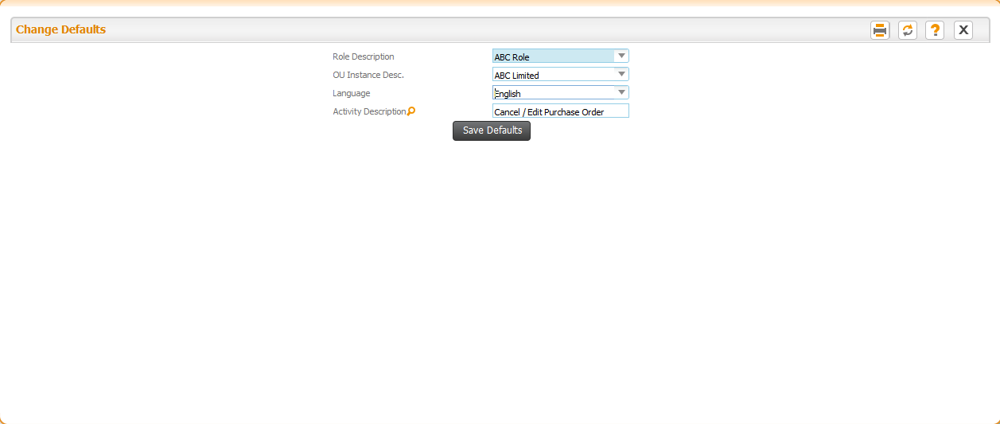 Change Defaults
? X
Role Description ABC Role
OU Instance Desc. ABC Limited
Language English
Activity Description Cancel / Edit Purchase Order
Save Defaults